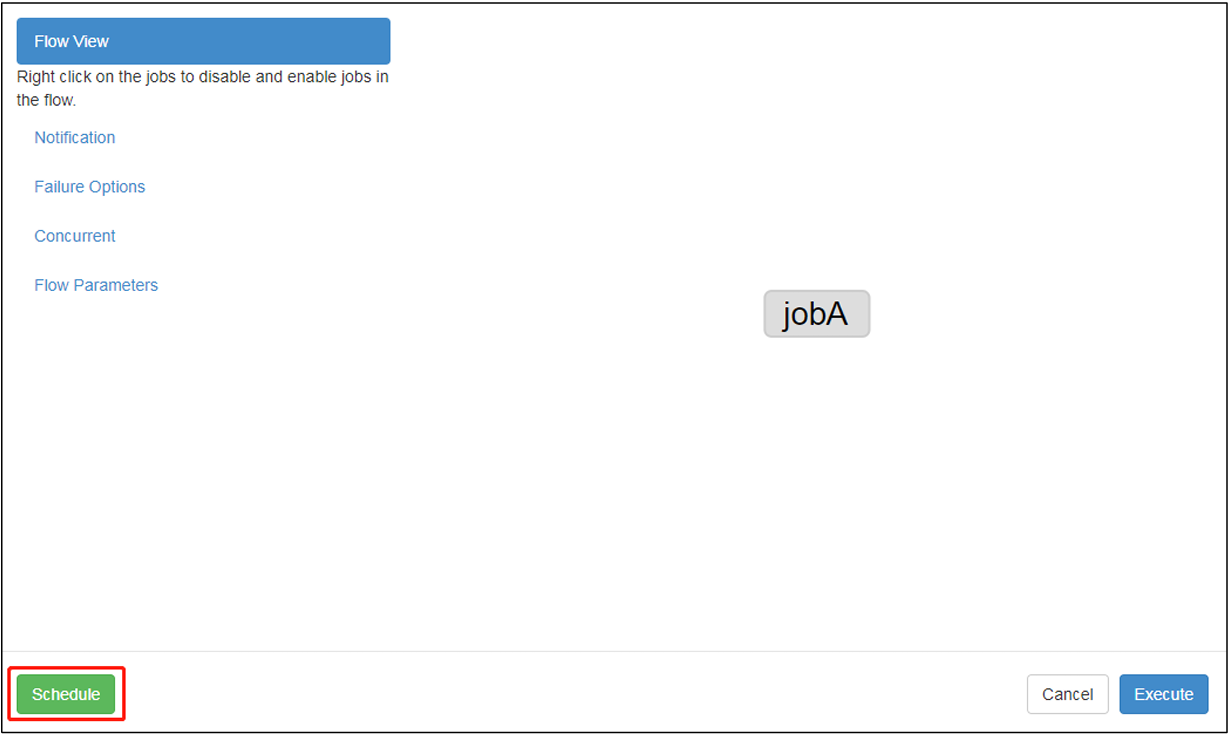 Flow View
Right click on the jobs to disable and enable jobs in
the flow.
Notification
Failure Options
Concurrent
Flow Parameters
jobA
Schedule
Cancel
Execute